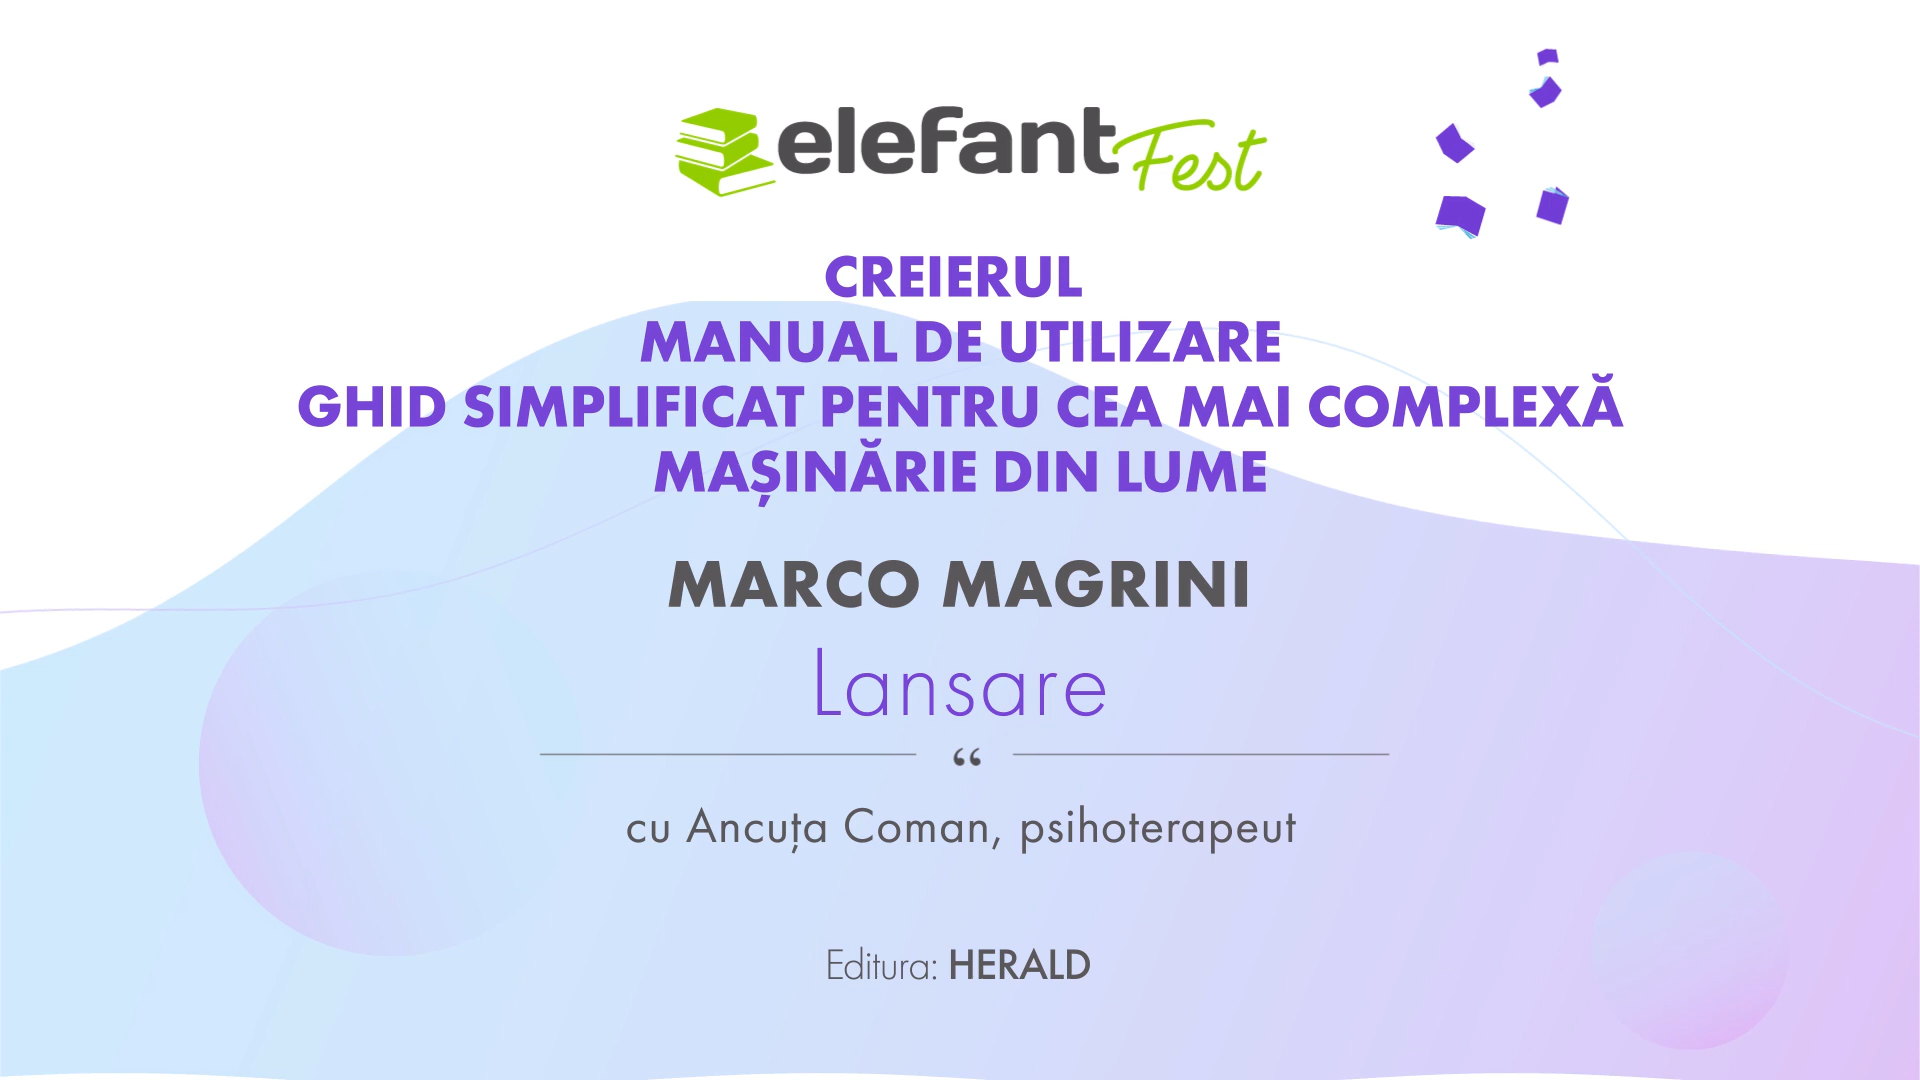 elefant Fest
CREIERUL
MANUAL DE UTILIZARE
GHID SIMPLIFICAT PENTRU CEA MAI COMPLEXĂ
MAȘINĂRIE DIN LUME
MARCO MAGRINI
Lansare
“
cu Ancuța Coman, psihoterapeut
Editura: HERALD